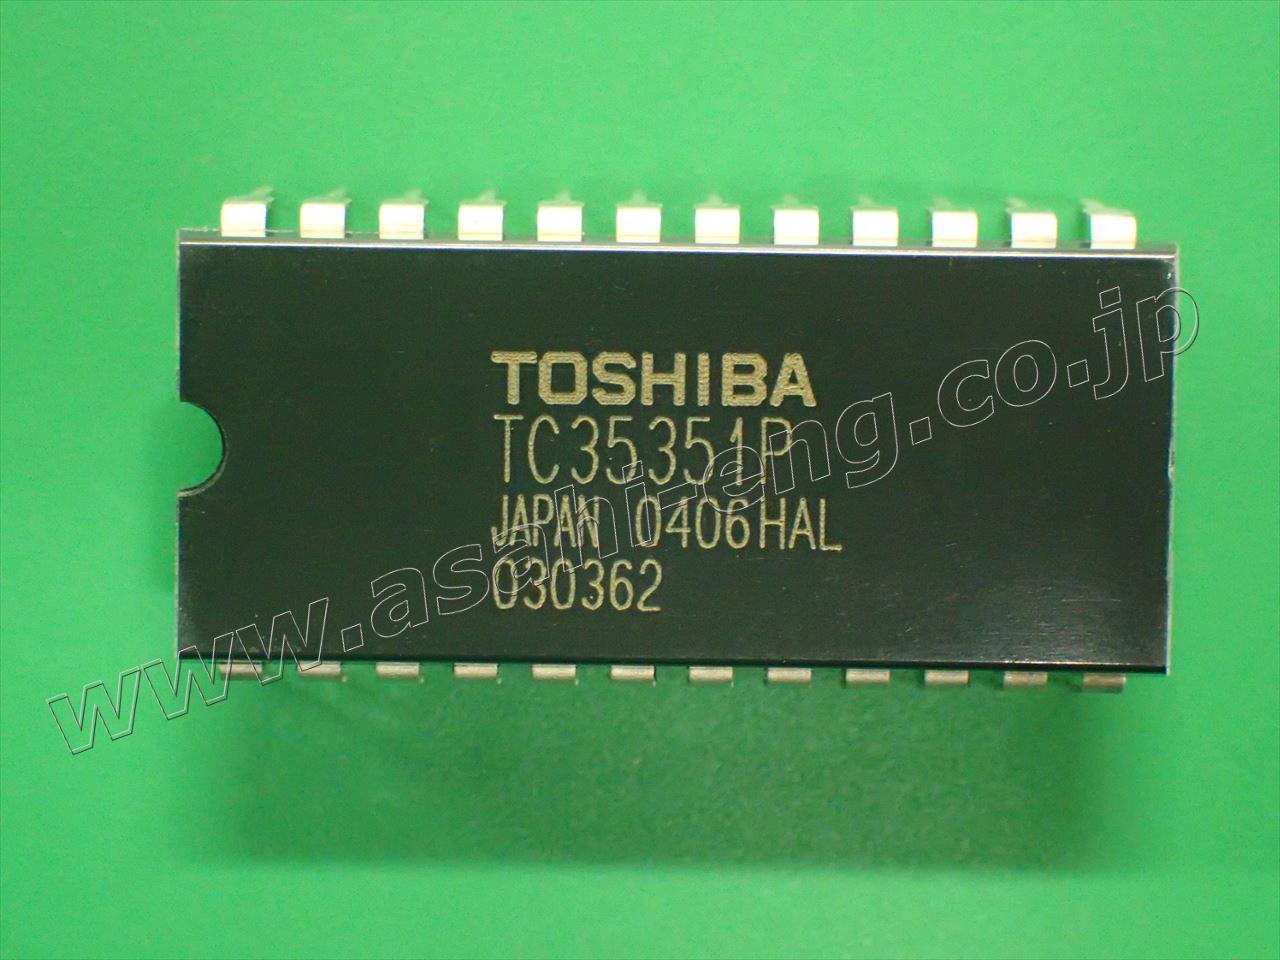 TOSHIBA
TC35351P
JAPAN 0406HAL
030362
www.asahi-eng.co.jp